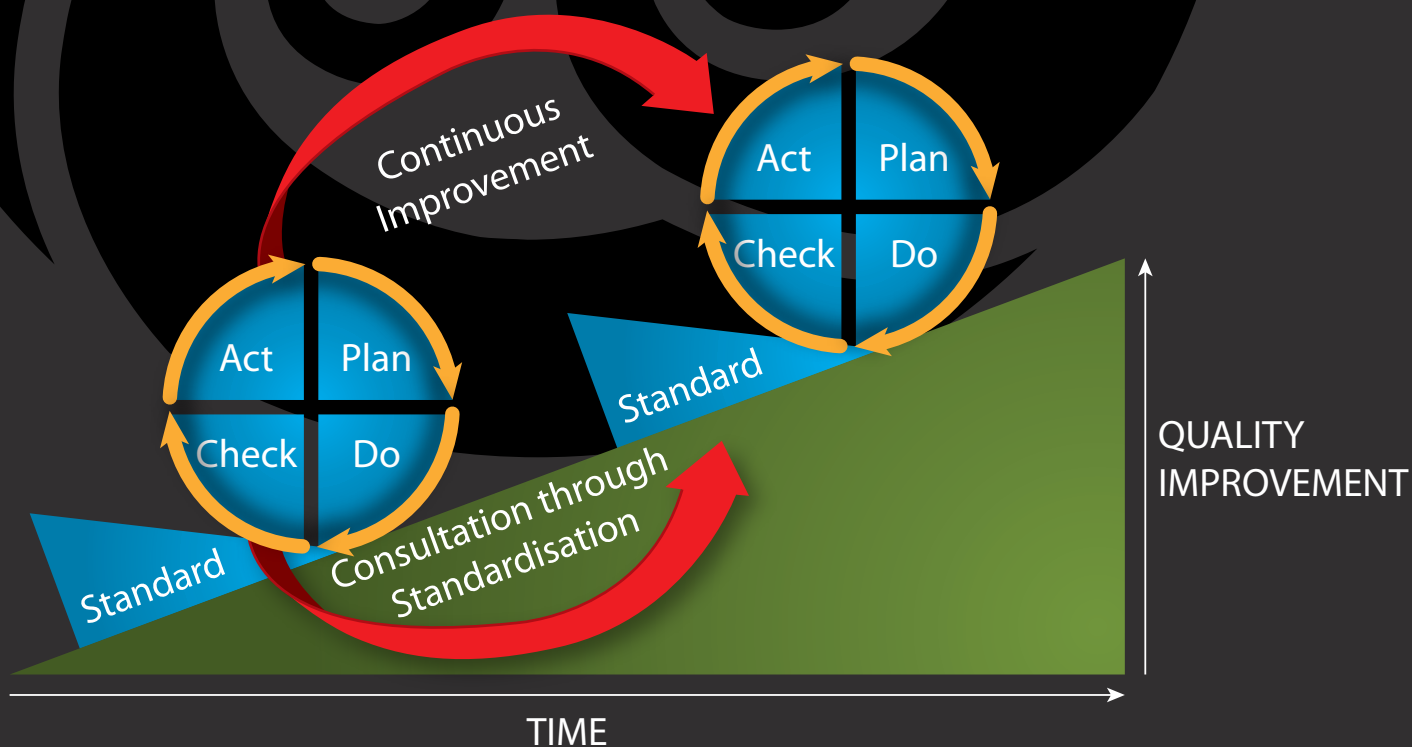 Continuous
Improvement
Act
Plan
Check
Do
Act
Plan
Check
Do
Standard
Standard
Consultation through
Standardisation
QUALITY
IMPROVEMENT
TIME